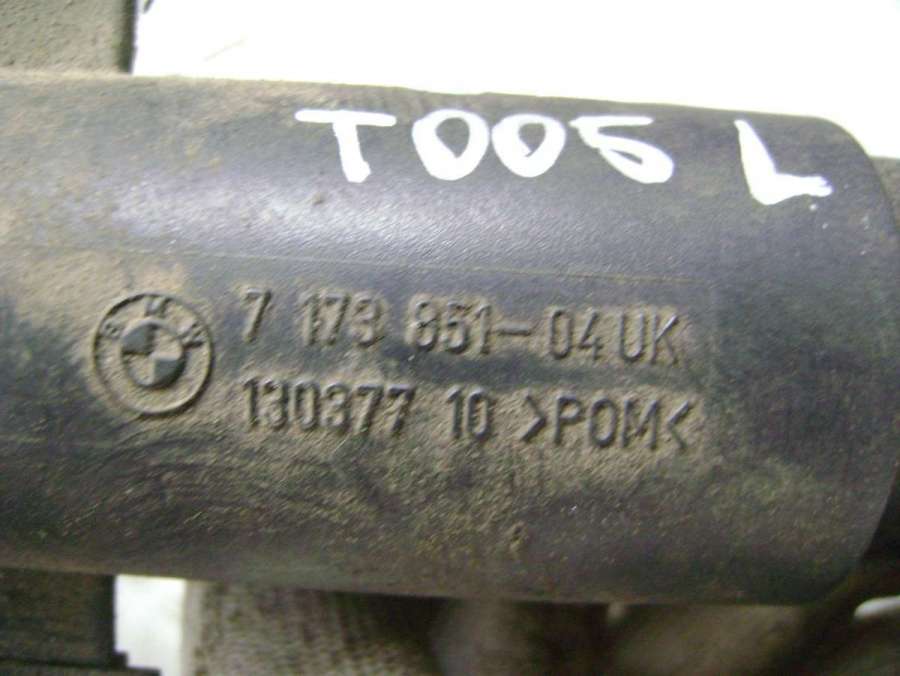 T005 L
BMW
7 173 851-04 UK
130377 10 >POM<